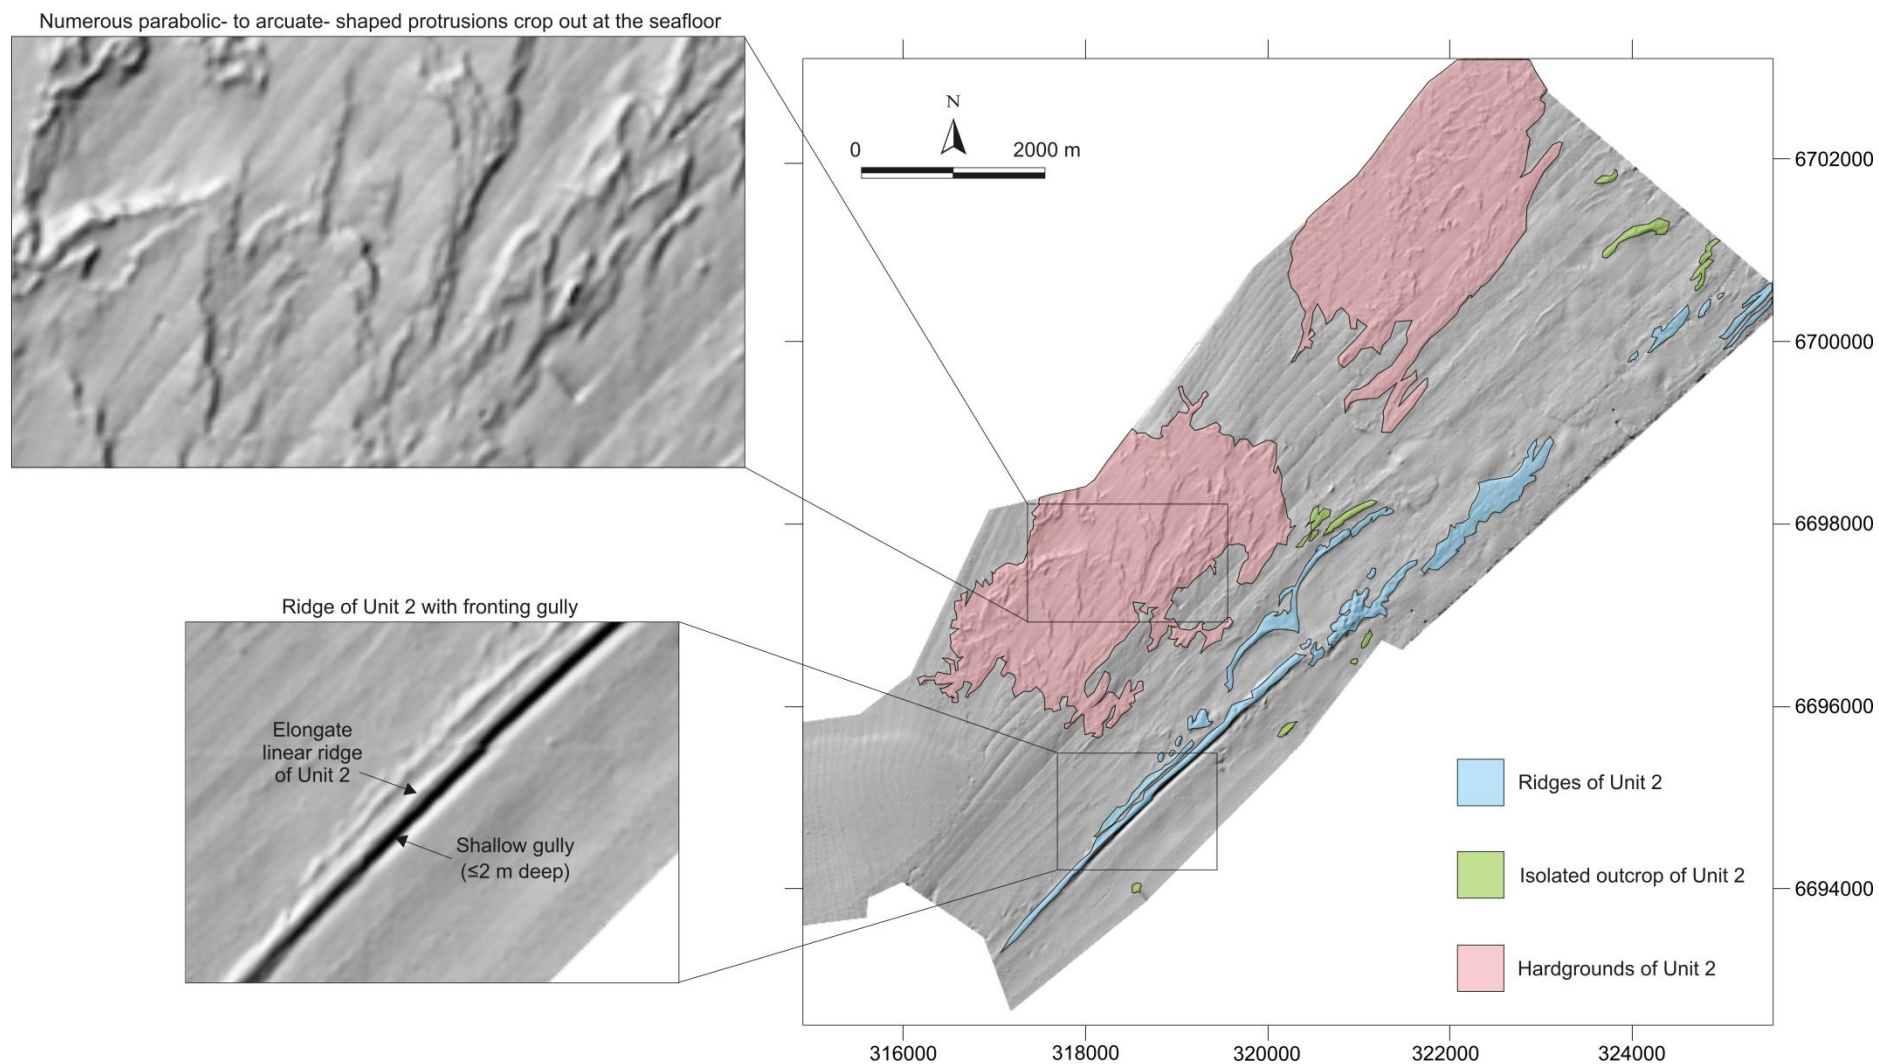 Numerous parabolic- to arcuate- shaped protrusions crop out at the seafloor
N
0 2000 m
6702000
6700000
6698000
6696000
6694000
Ridge of Unit 2 with fronting gully
Elongate
linear ridge
of Unit 2
Shallow gully
(≤2 m deep)
Ridges of Unit 2
Isolated outcrop of Unit 2
Hardgrounds of Unit 2
316000 318000 320000 322000 324000